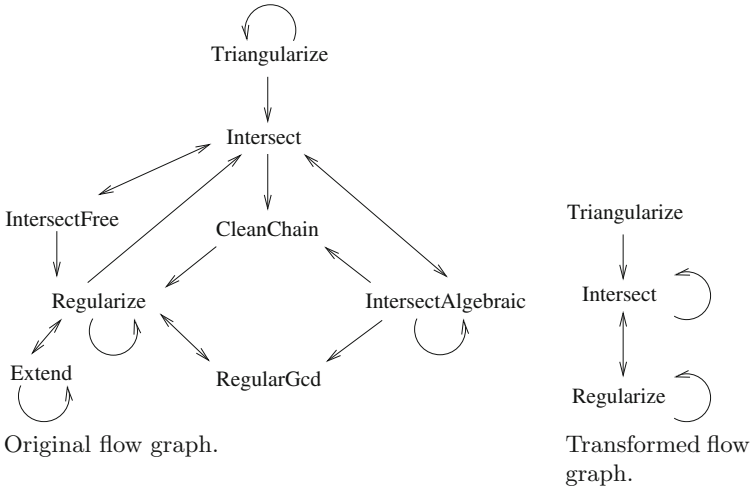 Triangularize
Intersect
IntersectFree
CleanChain
Regularize
IntersectAlgebraic
Extend
RegularGcd
Original flow graph.
Triangularize
Intersect
Regularize
Transformed flow
graph.